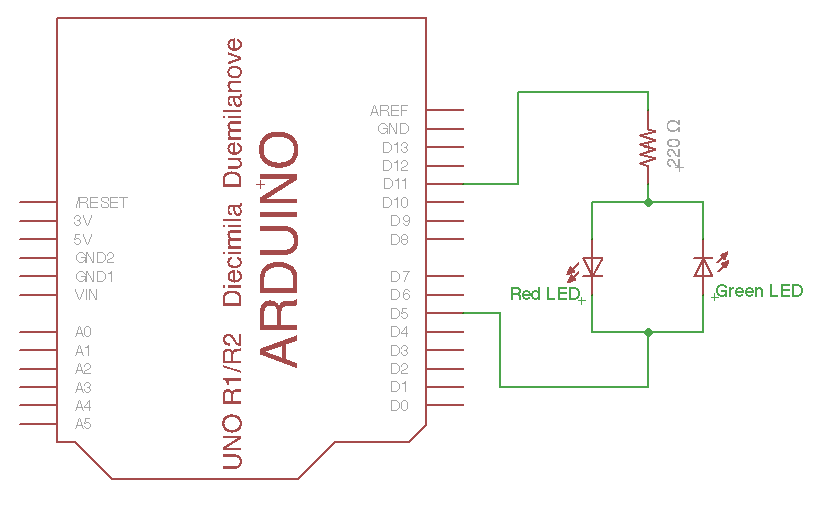 ARDUINO
UNO R1/R2 Diecimila Duemilanove
/RESET
3V
5V
GND2
GND1
VIN
A0
A1
A2
A3
A4
A5
AREF
GND
D13
D12
D11
D10
D9
D8
D7
D6
D5
D4
D3
D2
D1
D0
220 Ω
Red LED
Green LED